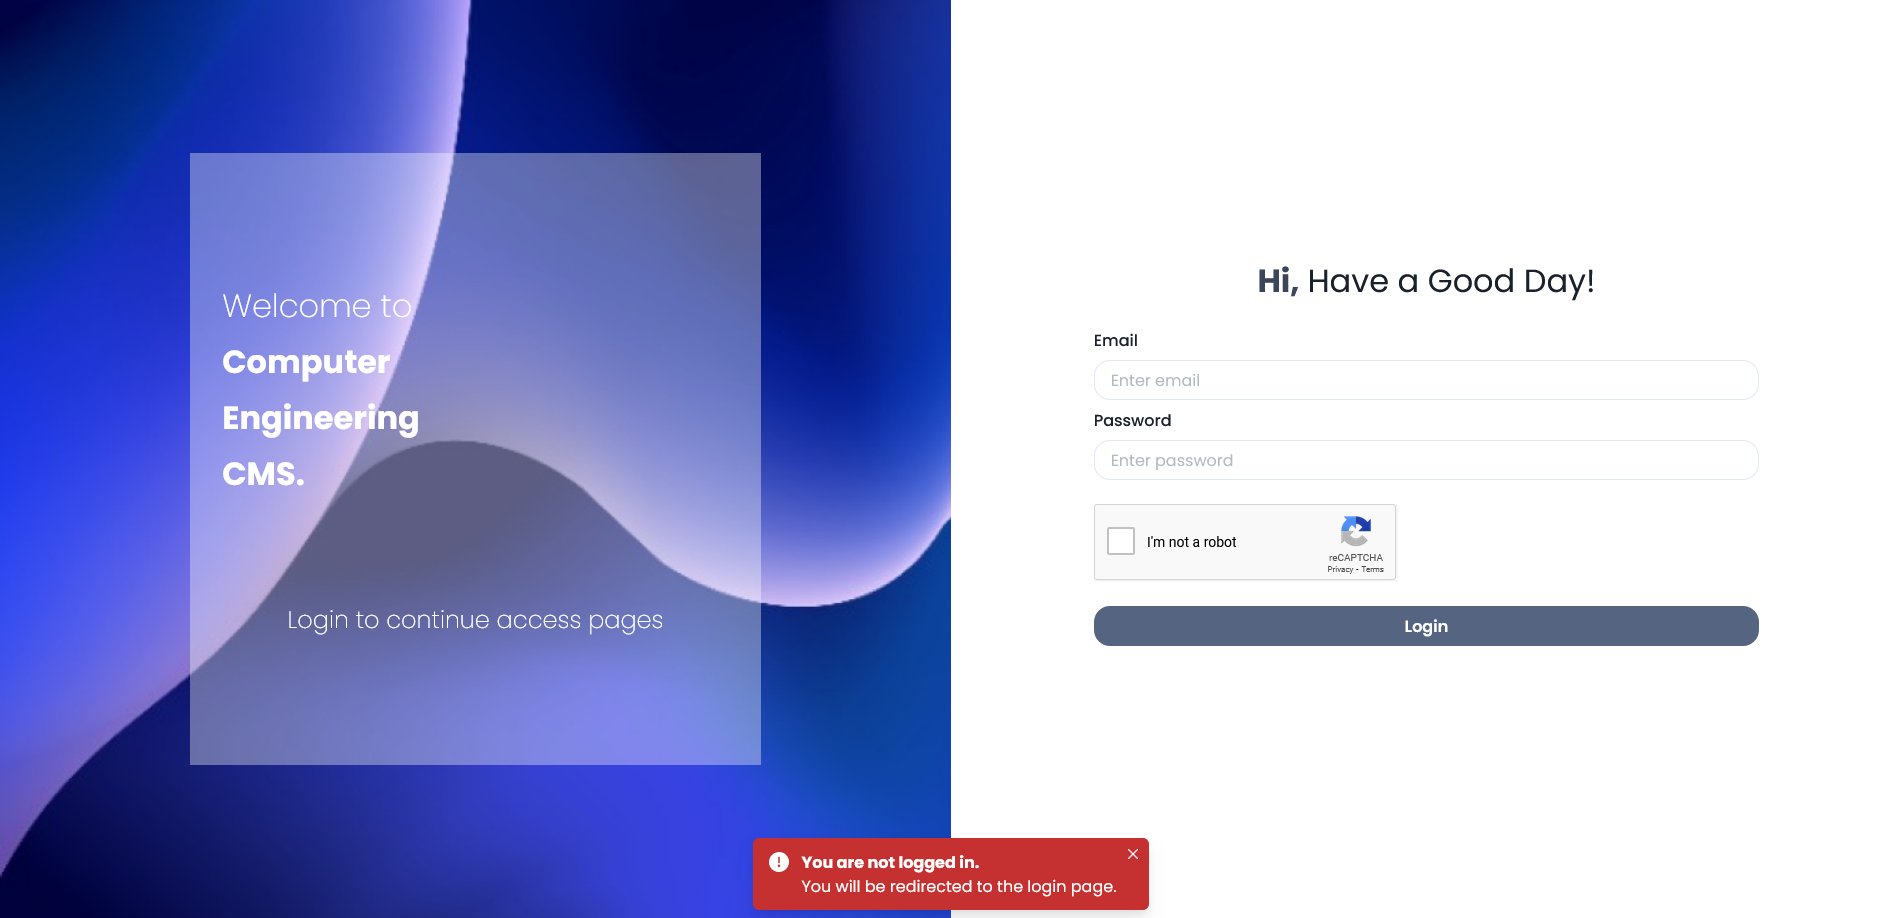 Welcome to
Computer
Engineering
CMS.
Login to continue access pages
Hi, Have a Good Day!
Email
Enter email
Password
Enter password
I'm not a robot
reCAPTCHA
Privacy - Terms
Login
You are not logged in.
You will be redirected to the login page.